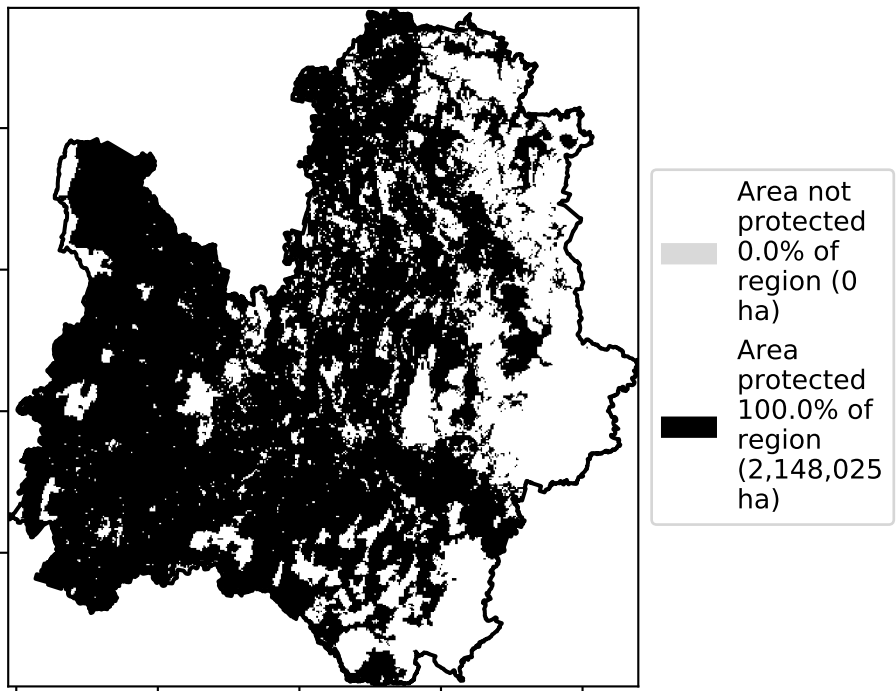 Area not
protected
0.0% of
region (0
ha)
Area
protected
100.0% of
region
(2,148,025
ha)